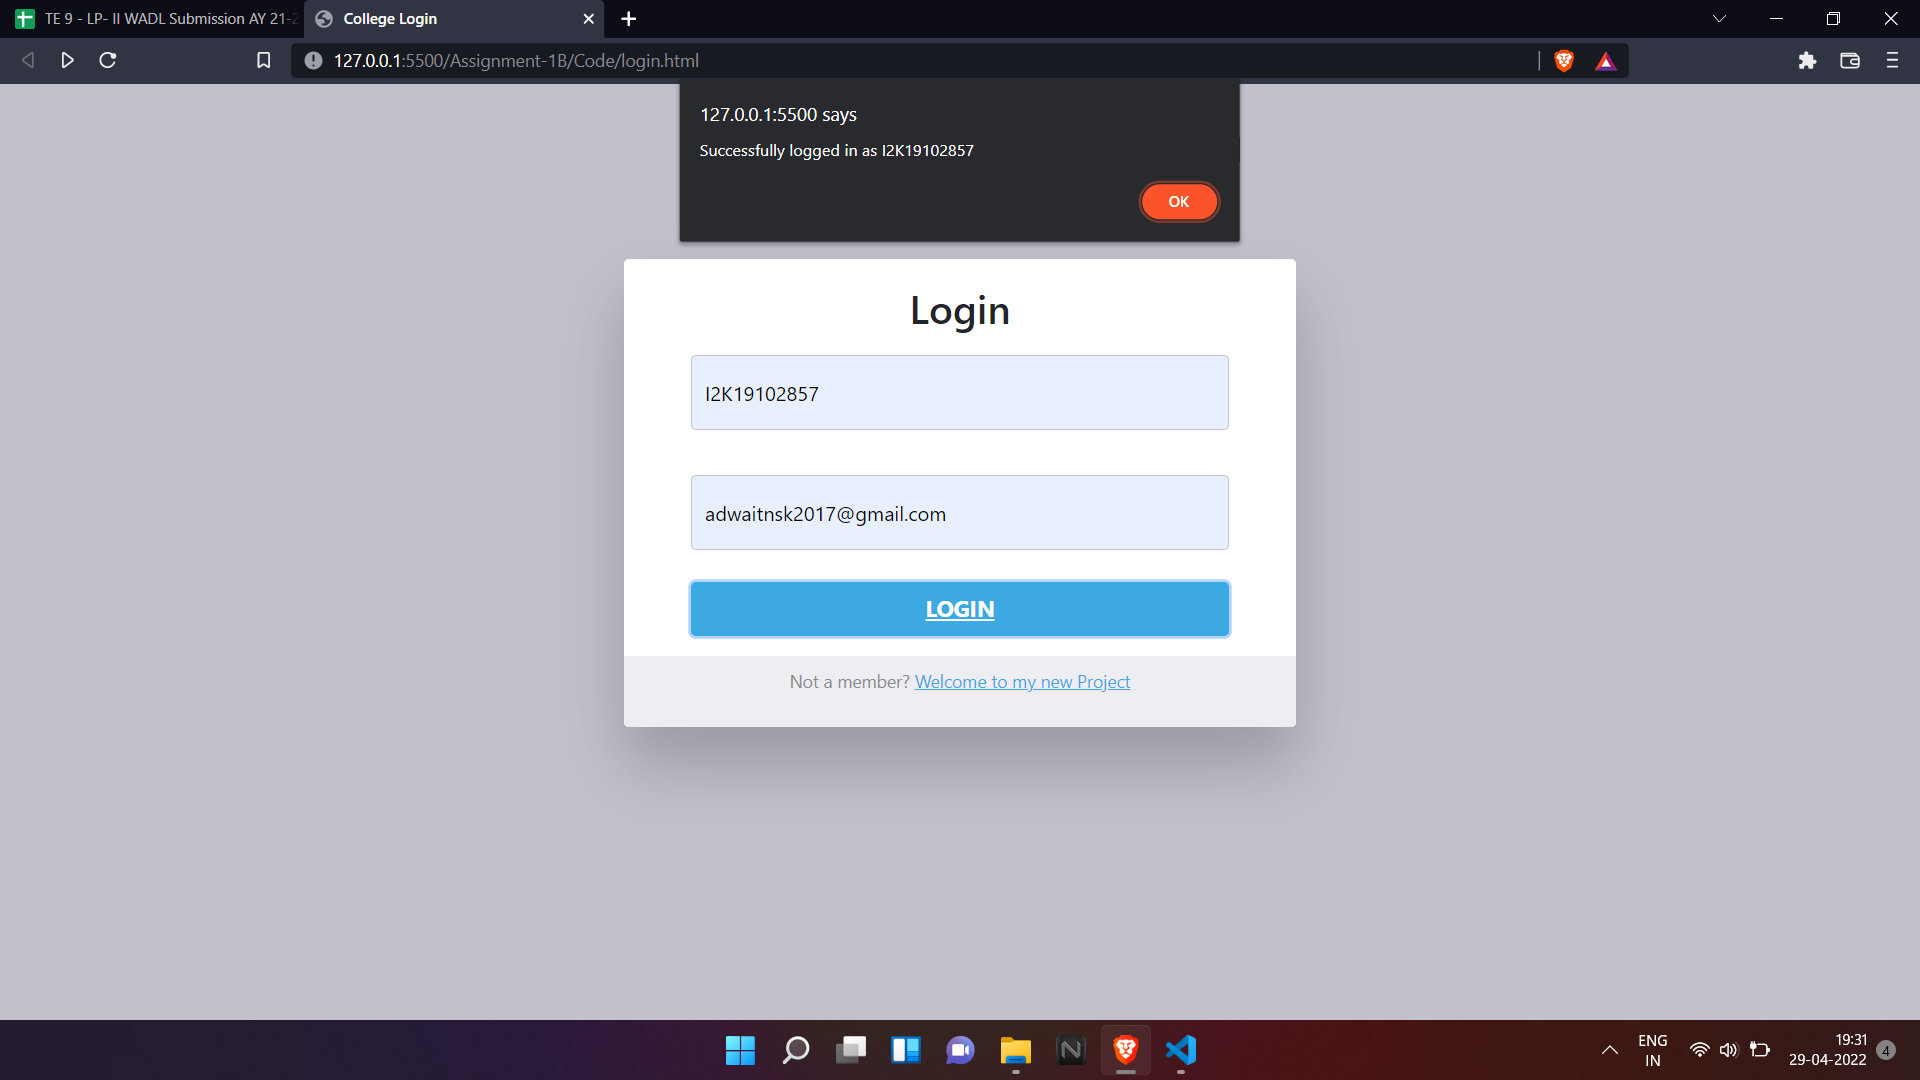 TE 9 - LP- II WADL Submission AY 21-2
College Login
127.0.0.1:5500/Assignment-1B/Code/login.html
127.0.0.1:5500 says
Successfully logged in as I2K19102857
OK
Login
I2K19102857
adwaitnsk2017@gmail.com
LOGIN
Not a member? Welcome to my new Project
ENG
IN
19:31
29-04-2022
4